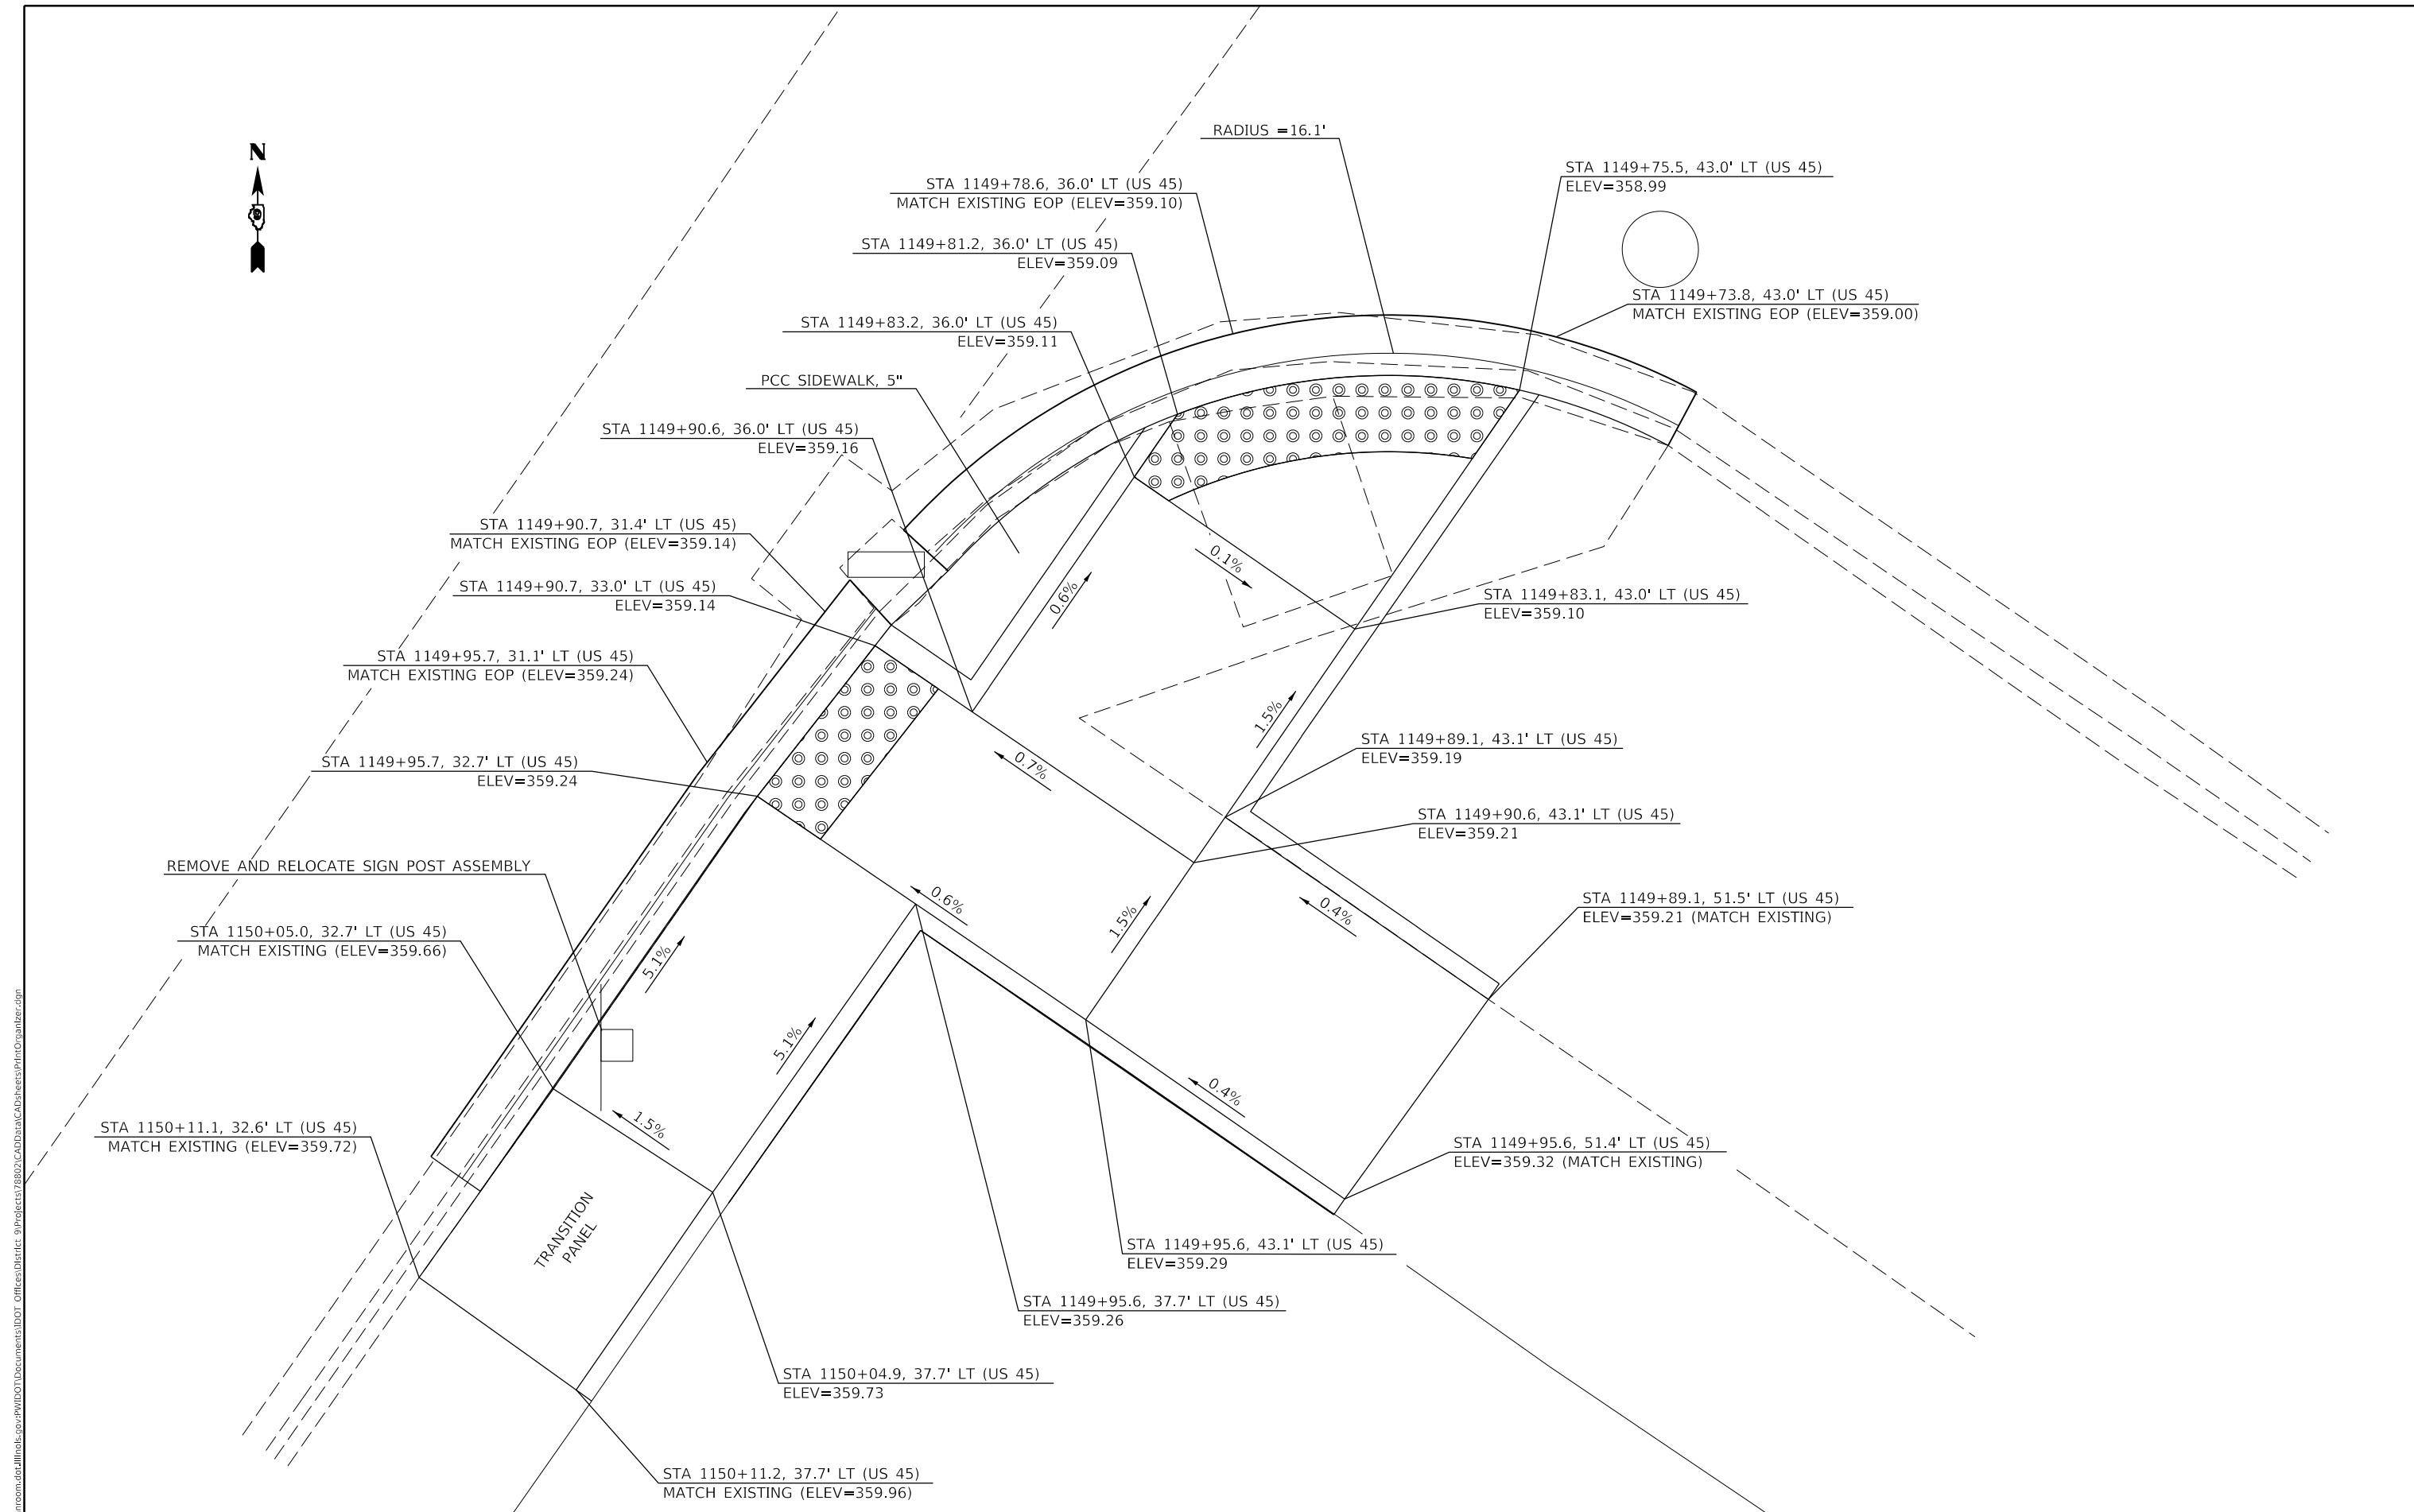 N
RADIUS =16.1'
STA 1149+78.6, 36.0' LT (US 45)
MATCH EXISTING EOP (ELEV=359.10)
STA 1149+75.5, 43.0' LT (US 45)
ELEV=358.99
STA 1149+81.2, 36.0' LT (US 45)
ELEV=359.09
STA 1149+73.8, 43.0' LT (US 45)
MATCH EXISTING EOP (ELEV=359.00)
STA 1149+83.2, 36.0' LT (US 45)
ELEV=359.11
PCC SIDEWALK, 5"
STA 1149+90.6, 36.0' LT (US 45)
ELEV=359.16
STA 1149+90.7, 31.4' LT (US 45)
MATCH EXISTING EOP (ELEV=359.14)
0.1%
STA 1149+90.7, 33.0' LT (US 45)
ELEV=359.14
0.6%
STA 1149+83.1, 43.0' LT (US 45)
ELEV=359.10
STA 1149+95.7, 31.1' LT (US 45)
MATCH EXISTING EOP (ELEV=359.24)
1.5%
STA 1149+95.7, 32.7' LT (US 45)
ELEV=359.24
0.7%
STA 1149+89.1, 43.1' LT (US 45)
ELEV=359.19
STA 1149+90.6, 43.1' LT (US 45)
ELEV=359.21
REMOVE AND RELOCATE SIGN POST ASSEMBLY
0.6%
1.5%
0.4%
STA 1149+89.1, 51.5' LT (US 45)
ELEV=359.21 (MATCH EXISTING)
STA 1150+05.0, 32.7' LT (US 45)
MATCH EXISTING (ELEV=359.66)
5.1%
5.1%
0.4%
STA 1150+11.1, 32.6' LT (US 45)
MATCH EXISTING (ELEV=359.72)
1.5%
STA 1149+95.6, 51.4' LT (US 45)
ELEV=359.32 (MATCH EXISTING)
TRANSITION
PANEL
STA 1149+95.6, 43.1' LT (US 45)
ELEV=359.29
STA 1149+95.6, 37.7' LT (US 45)
ELEV=359.26
STA 1150+04.9, 37.7' LT (US 45)
ELEV=359.73
STA 1150+11.2, 37.7' LT (US 45)
MATCH EXISTING (ELEV=359.96)
nroom.dot.illinois.gov:PWIDOT\Documents\IDOT Offices\District 9\Projects\78802\CADData\CADsheets\PrintOrganizer.dgn